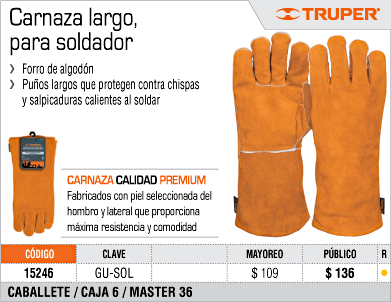 Carnaza largo,
para soldador
TRUPER®
Forro de algodón
Puños largos que protegen contra chispas
y salpicaduras calientes al soldar
CARNAZA CALIDAD PREMIUM
Fabricados con piel seleccionada del
hombro y lateral que proporciona
máxima resistencia y comodidad
CÓDIGO CLAVE MAYOREO PÚBLICO R
15246 GU-SOL $ 109 $ 136
CABALLETE / CAJA 6 / MASTER 36